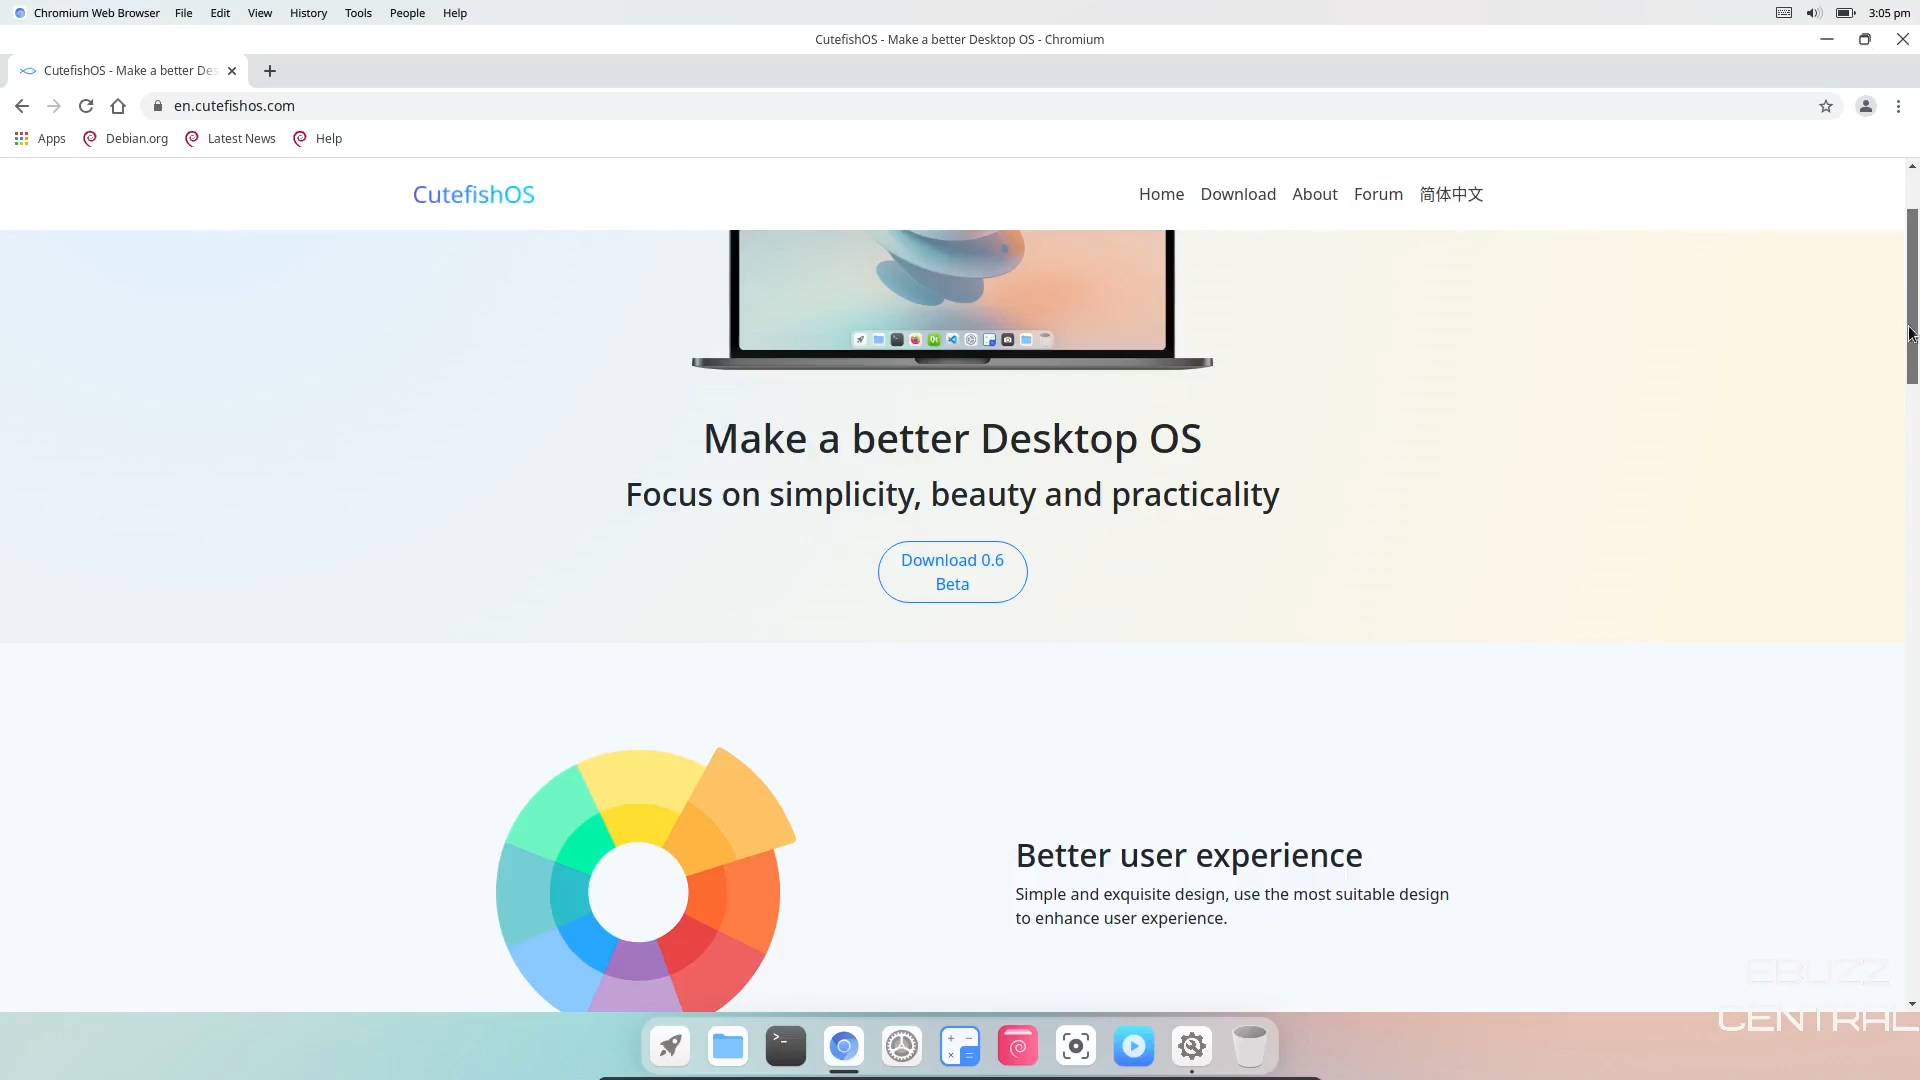 Chromium Web Browser File Edit View History Tools People Help 3:05 pm
CutefishOS - Make a better Desktop OS - Chromium
CutefishOS - Make a better Des
en.cutefishos.com
Apps Debian.org Latest News Help
CutefishOS Home Download About Forum 简体中文
Make a better Desktop OS
Focus on simplicity, beauty and practicality
Download 0.6
Beta
Better user experience
Simple and exquisite design, use the most suitable design
to enhance user experience.
EBUZZ
CENTRAL